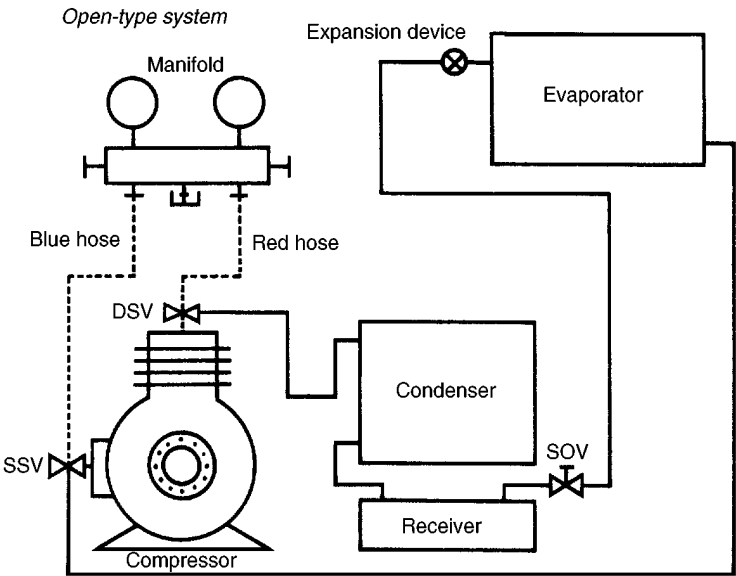 Open-type system
Expansion device
Manifold
Evaporator
Blue hose
Red hose
DSV
Condenser
SSV
SOV
Receiver
Compressor